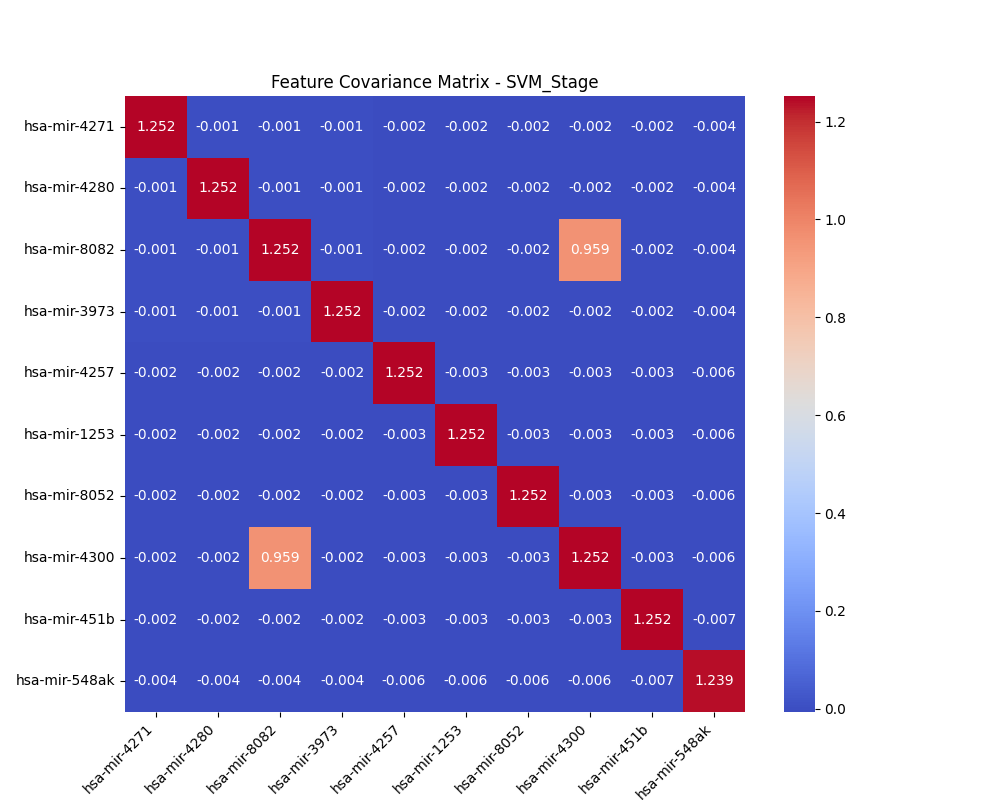 Feature Covariance Matrix - SVM_Stage
hsa-mir-4271 1.252 -0.001 -0.001 -0.001 -0.002 -0.002 -0.002 -0.002 -0.002 -0.004
hsa-mir-4280 -0.001 1.252 -0.001 -0.001 -0.002 -0.002 -0.002 -0.002 -0.002 -0.004
hsa-mir-8082 -0.001 -0.001 1.252 -0.001 -0.002 -0.002 -0.002 0.959 -0.002 -0.004
hsa-mir-3973 -0.001 -0.001 -0.001 1.252 -0.002 -0.002 -0.002 -0.002 -0.002 -0.004
hsa-mir-4257 -0.002 -0.002 -0.002 -0.002 1.252 -0.003 -0.003 -0.003 -0.003 -0.006
hsa-mir-1253 -0.002 -0.002 -0.002 -0.002 -0.003 1.252 -0.003 -0.003 -0.003 -0.006
hsa-mir-8052 -0.002 -0.002 -0.002 -0.002 -0.003 -0.003 1.252 -0.003 -0.003 -0.006
hsa-mir-4300 -0.002 -0.002 0.959 -0.002 -0.003 -0.003 -0.003 1.252 -0.003 -0.006
hsa-mir-451b -0.002 -0.002 -0.002 -0.002 -0.003 -0.003 -0.003 -0.003 1.252 -0.007
hsa-mir-548ak -0.004 -0.004 -0.004 -0.004 -0.006 -0.006 -0.006 -0.006 -0.007 1.239
hsa-mir-4271 hsa-mir-4280 hsa-mir-8082 hsa-mir-3973 hsa-mir-4257 hsa-mir-1253 hsa-mir-8052 hsa-mir-4300 hsa-mir-451b hsa-mir-548ak
1.2
1.0
0.8
0.6
0.4
0.2
0.0